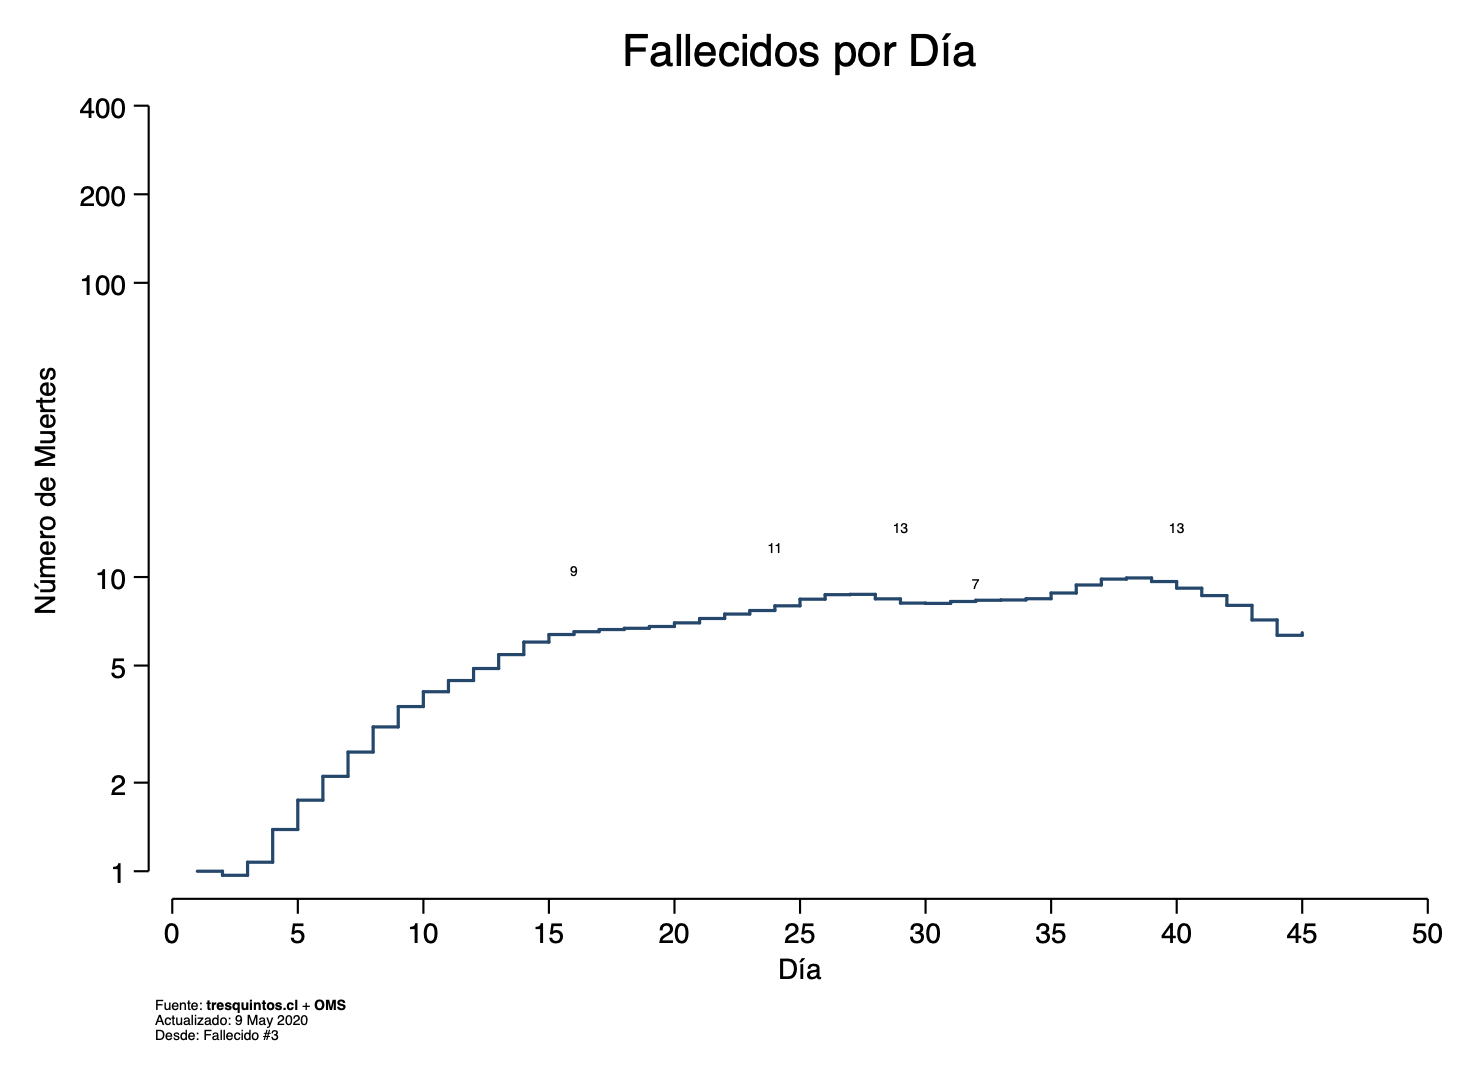 Fallecidos por Día
400
200
100
10
5
2
1
Número de Muertes
9
11
13
7
13
0 5 10 15 20 25 30 35 40 45 50
Día
Fuente: tresquintos.cl + OMS
Actualizado: 9 May 2020
Desde: Fallecido #3